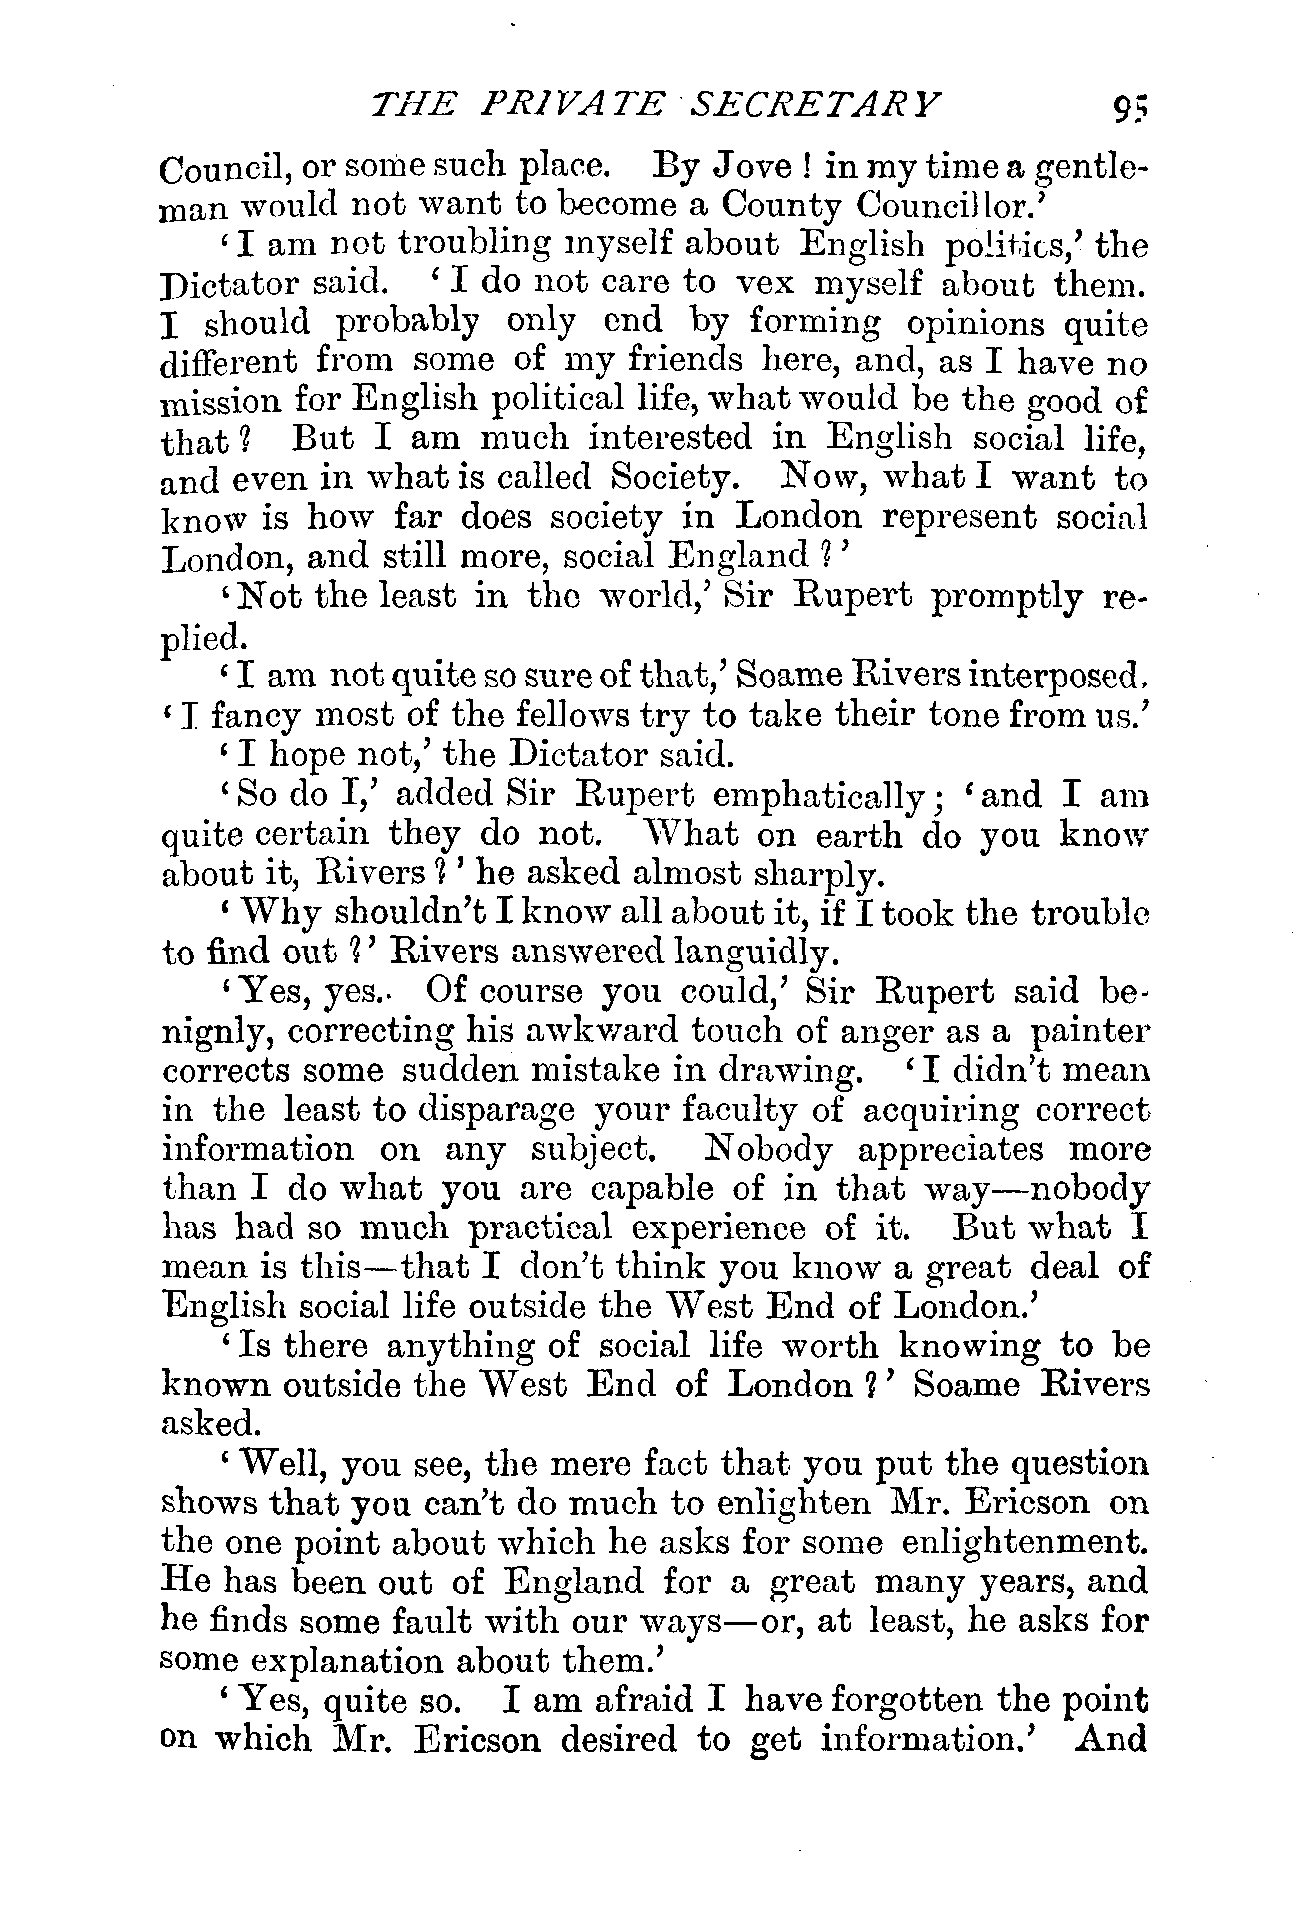 THE PRIVATE SECRETARY 95
Council, or some such place. By Jove ! in my time a gentle-
man would not want to become a County Councillor.'
'I am not troubling myself about English politics,' the
Dictator said. 'I do not care to vex myself about them.
I should probably only end by forming opinions quite
different from some of my friends here, and, as I have no
mission for English political life, what would be the good of
that ? But I am much interested in English social life,
and even in what is called Society. Now, what I want to
know is how far does society in London represent social
London, and still more, social England ?'
'Not the least in the world,' Sir Rupert promptly re-
plied.
'I am not quite so sure of that,' Soame Rivers interposed.
'I fancy most of the fellows try to take their tone from us.'
'I hope not,' the Dictator said.
'So do I,' added Sir Rupert emphatically; 'and I am
quite certain they do not. What on earth do you know
about it, Rivers ?' he asked almost sharply.
'Why shouldn't I know all about it, if I took the trouble
to find out ?' Rivers answered languidly.
'Yes, yes. Of course you could,' Sir Rupert said be-
nignly, correcting his awkward touch of anger as a painter
corrects some sudden mistake in drawing. 'I didn't mean
in the least to disparage your faculty of acquiring correct
information on any subject. Nobody appreciates more
than I do what you are capable of in that way—nobody
has had so much practical experience of it. But what I
mean is this—that I don't think you know a great deal of
English social life outside the West End of London.'
'Is there anything of social life worth knowing to be
known outside the West End of London ?' Soame Rivers
asked.
'Well, you see, the mere fact that you put the question
shows that you can't do much to enlighten Mr. Ericson on
the one point about which he asks for some enlightenment.
He has been out of England for a great many years, and
he finds some fault with our ways—or, at least, he asks for
some explanation about them.'
'Yes, quite so. I am afraid I have forgotten the point
on which Mr. Ericson desired to get information.' And